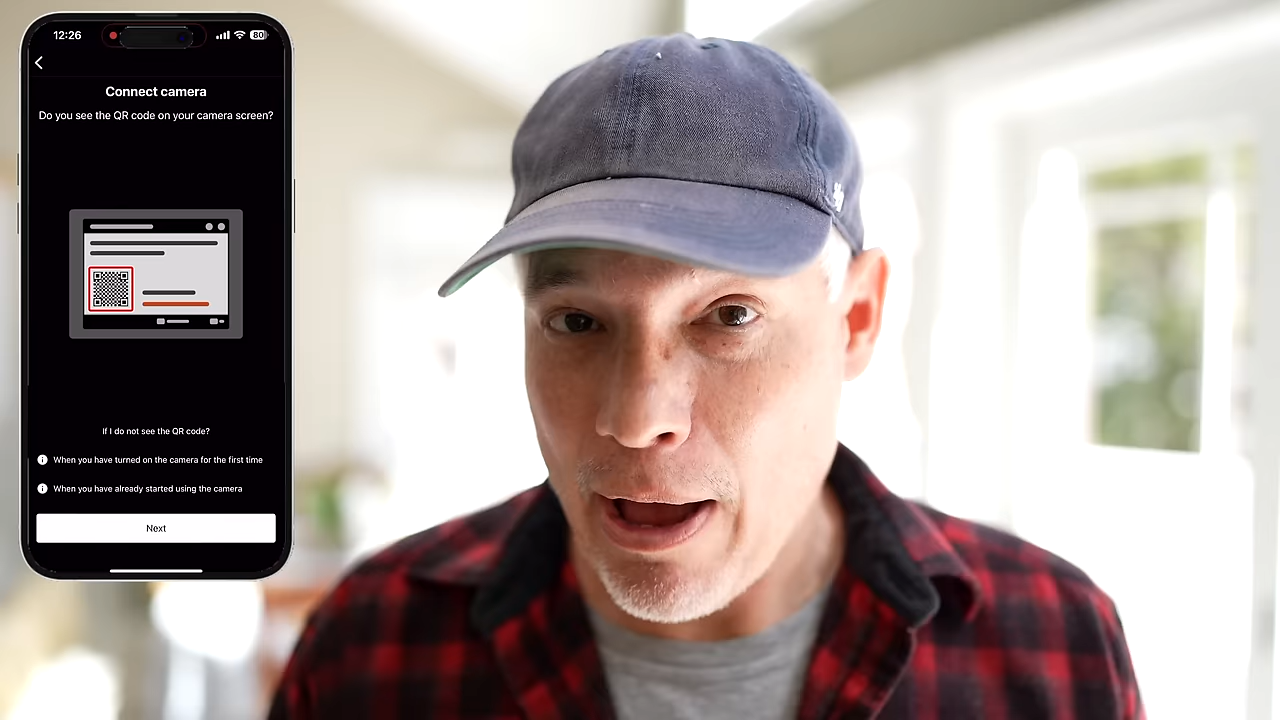 12:26
80
Connect camera
Do you see the QR code on your camera screen?
If I do not see the QR code?
When you have turned on the camera for the first time
When you have already started using the camera
Next